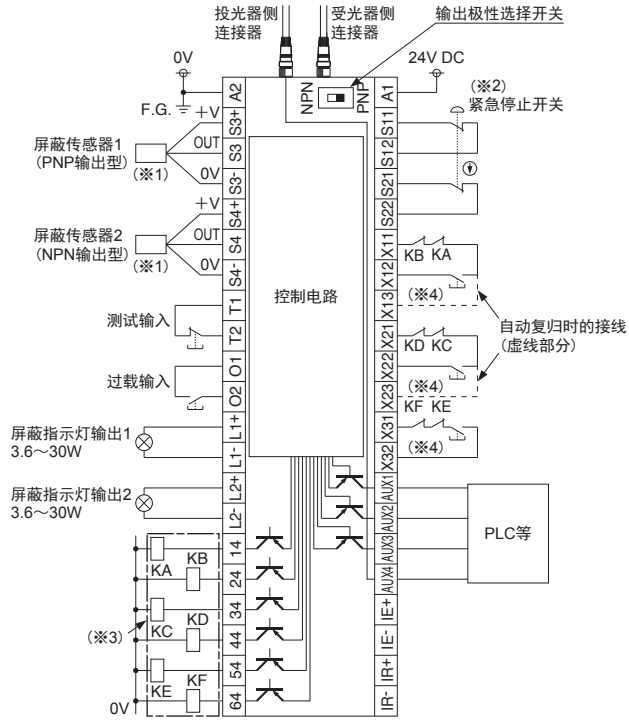 投光器侧
连接器
受光器侧
连接器
输出极性选择开关
0V
24V DC
F.G.
A2
NPN
PNP
A1
(※2)
紧急停止开关
屏蔽传感器1
(PNP输出型)
(※1)
+V
OUT
0V
S3+
S3
S3-
屏蔽传感器2
(NPN输出型)
(※1)
+V
OUT
0V
S4+
S4
S4-
测试输入
T1
T2
过载输入
O1
O2
屏蔽指示灯输出1
3.6～30W
L1+
L1-
屏蔽指示灯输出2
3.6～30W
L2+
L2-
控制电路
S11
S12
S21
S22
X11
KB KA
X12
(※4)
X13
自动复归时的接线
(虚线部分)
X21
KD KC
X22
(※4)
X23
KF KE
X31
(※4)
X32
AUX1
AUX2
AUX3
AUX4
PLC等
IE+
IE-
IR+
IR-
14
24
34
44
54
64
KA
KB
KC
KD
KE
KF
(※3)
0V